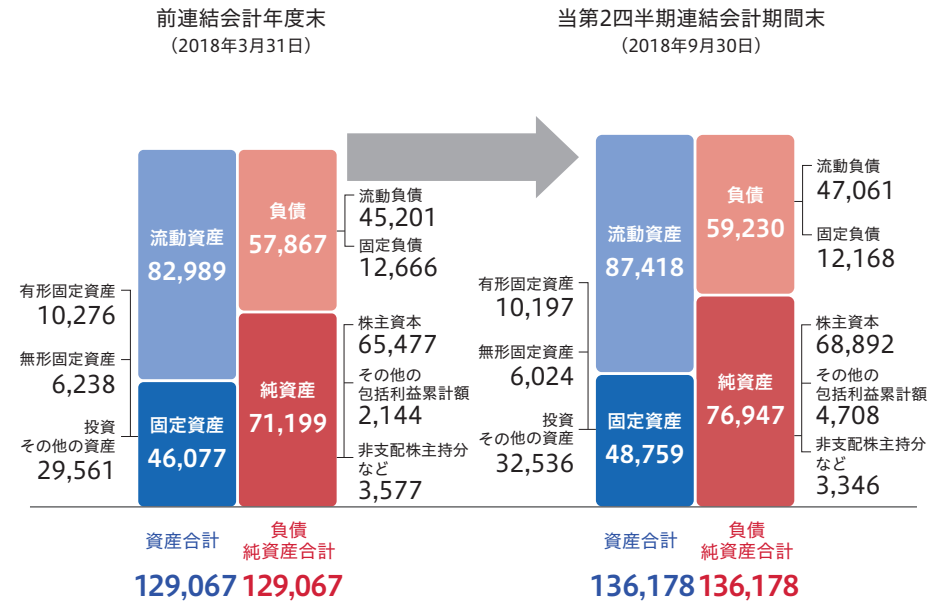 前連結会計年度末
（2018年3月31日）
有形固定資産
10,276
無形固定資産
6,238
投資
その他の資産
29,561
流動資産
82,989
固定資産
46,077
負債
57,867
純資産
71,199
流動負債
45,201
固定負債
12,666
株主資本
65,477
その他の
包括利益累計額
2,144
非支配株主持分
など
3,577
資産合計
129,067
負債
純資産合計
129,067
当第2四半期連結会計期間末
（2018年9月30日）
有形固定資産
10,197
無形固定資産
6,024
投資
その他の資産
32,536
流動資産
87,418
固定資産
48,759
負債
59,230
純資産
76,947
流動負債
47,061
固定負債
12,168
株主資本
68,892
その他の
包括利益累計額
4,708
非支配株主持分
など
3,346
資産合計
136,178
負債
純資産合計
136,178